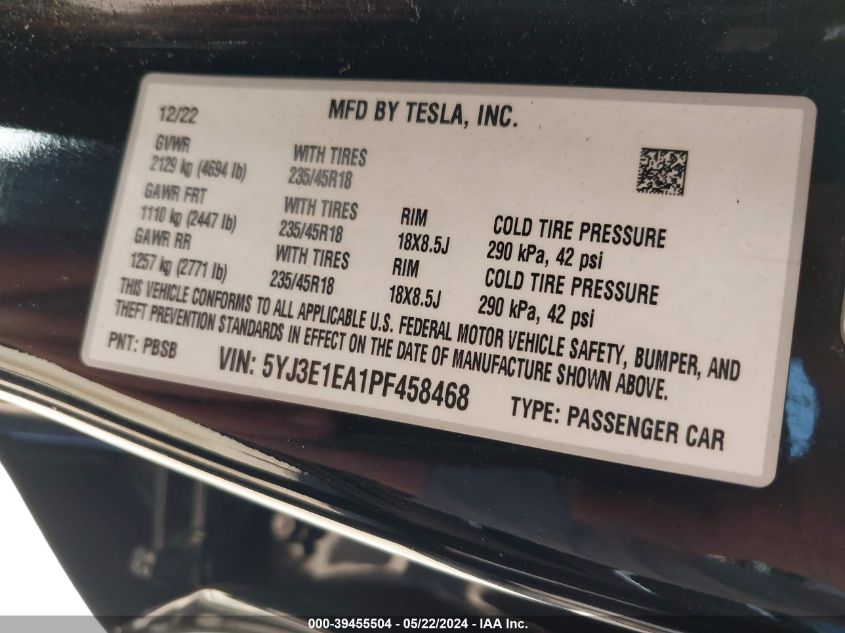 12/22
MFD BY TESLA, INC.
GVWR
2129 kg (4694 lb)
WITH TIRES
235/45R18
GAWR FRT
1110 kg (2447 lb)
WITH TIRES
235/45R18
RIM
18X8.5J
COLD TIRE PRESSURE
290 kPa, 42 psi
GAWR RR
1257 kg (2771 lb)
WITH TIRES
235/45R18
RIM
18X8.5J
COLD TIRE PRESSURE
290 kPa, 42 psi
THIS VEHICLE CONFORMS TO ALL APPLICABLE U.S. FEDERAL MOTOR VEHICLE SAFETY, BUMPER, AND
THEFT PREVENTION STANDARDS IN EFFECT ON THE DATE OF MANUFACTURE SHOWN ABOVE.
PNT: PBSB
VIN: 5YJ3E1EA1PF458468
TYPE: PASSENGER CAR
000-39455504 - 05/22/2024 - IAA Inc.